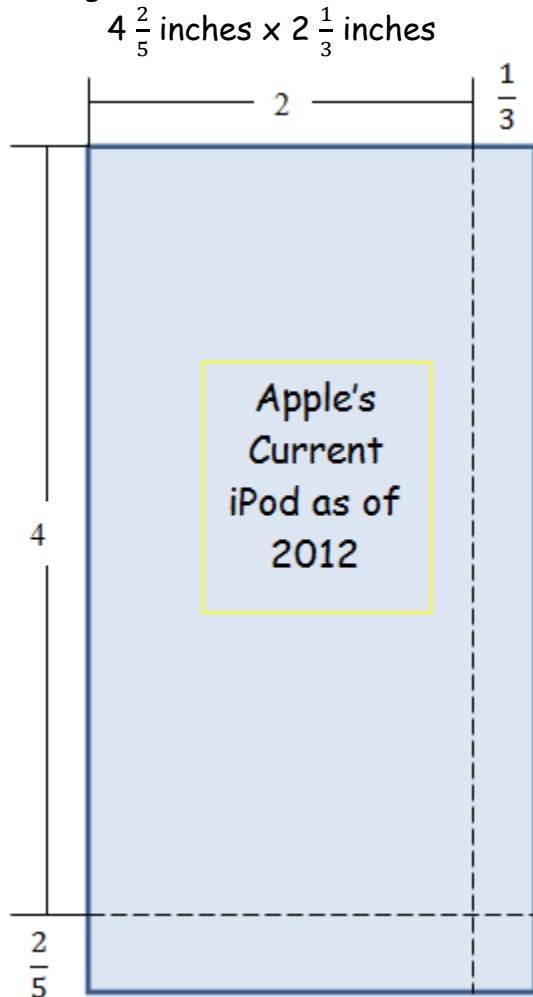 4 2/5 inches x 2 1/3 inches
2
1/3
Apple's
Current
iPod as of
2012
4
2/5